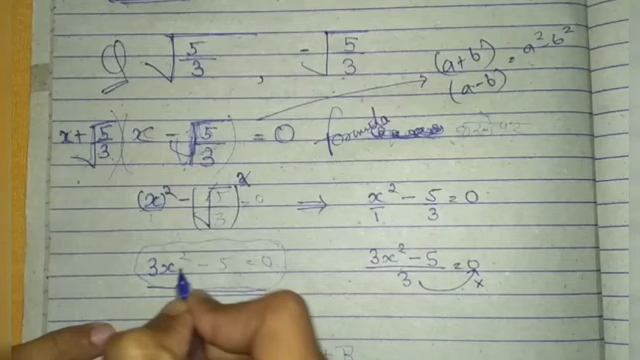 Q √(5/3) , -√(5/3)
(a+b)(a-b) = a²-b²
(x+√(5/3))(x-√(5/3)) = 0 formula
(x)² - (√(5/3))² = 0 ⇒ x²/1 - 5/3 = 0
3x² - 5 = 0 (3x² - 5)/3 = 0